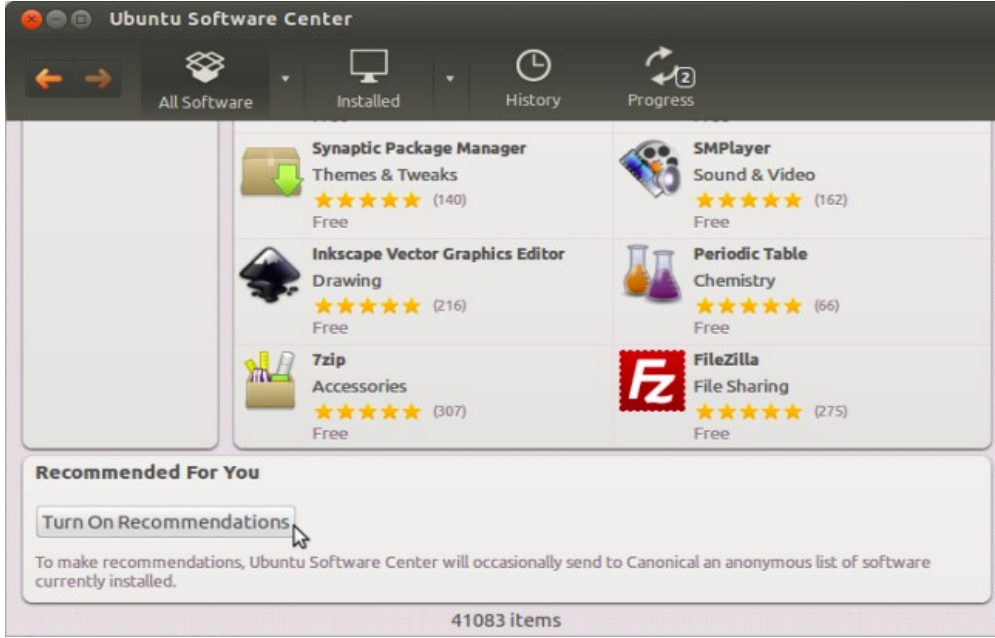 Ubuntu Software Center
All Software
Installed
History
Progress
2
Synaptic Package Manager
Themes & Tweaks
(140)
Free
SMPlayer
Sound & Video
(162)
Free
Inkscape Vector Graphics Editor
Drawing
(216)
Free
Periodic Table
Chemistry
(66)
Free
7zip
Accessories
(307)
Free
FileZilla
File Sharing
(275)
Free
Fz
Recommended For You
Turn On Recommendations
To make recommendations, Ubuntu Software Center will occasionally send to Canonical an anonymous list of software
currently installed.
41083 items